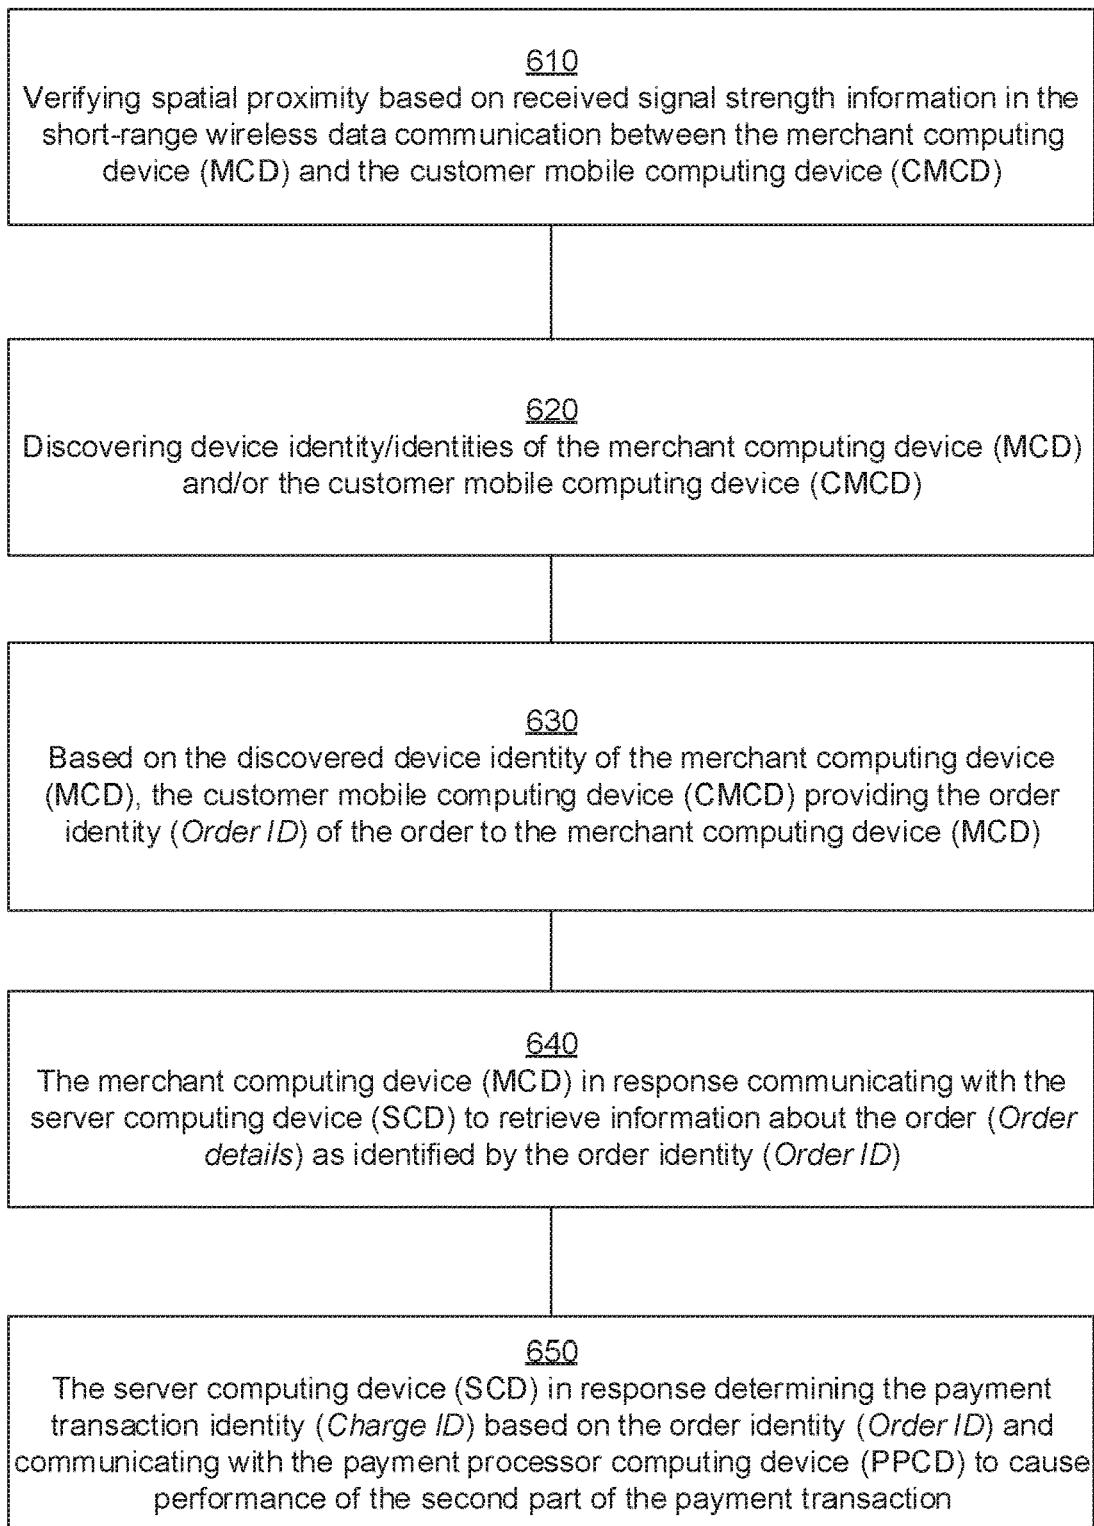 610
Verifying spatial proximity based on received signal strength information in the
short-range wireless data communication between the merchant computing
device (MCD) and the customer mobile computing device (CMCD)
620
Discovering device identity/identities of the merchant computing device (MCD)
and/or the customer mobile computing device (CMCD)
630
Based on the discovered device identity of the merchant computing device
(MCD), the customer mobile computing device (CMCD) providing the order
identity (Order ID) of the order to the merchant computing device (MCD)
640
The merchant computing device (MCD) in response communicating with the
server computing device (SCD) to retrieve information about the order (Order
details) as identified by the order identity (Order ID)
650
The server computing device (SCD) in response determining the payment
transaction identity (Charge ID) based on the order identity (Order ID) and
communicating with the payment processor computing device (PPCD) to cause
performance of the second part of the payment transaction